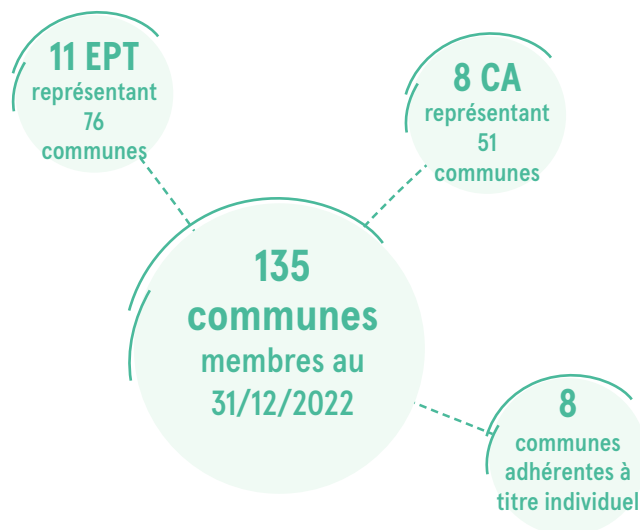 11 EPT
représentant
76
communes
8 CA
représentant
51
communes
135
communes
membres au
31/12/2022
8
communes
adhérentes à
titre individuel